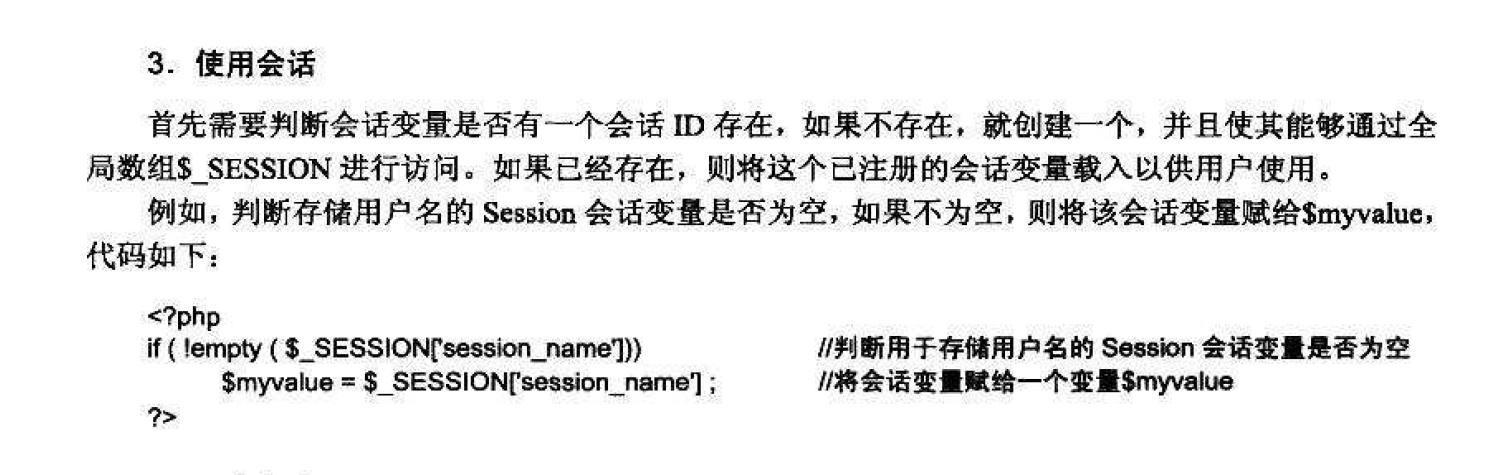 3．使用会话
首先需要判断会话变量是否有一个会话 ID 存在，如果不存在，就创建一个，并且使其能够通过全
局数组$_SESSION 进行访问。如果已经存在，则将这个已注册的会话变量载入以供用户使用。
例如，判断存储用户名的 Session 会话变量是否为空，如果不为空，则将该会话变量赋给$myvalue，
代码如下：
<?php
if ( !empty ( $_SESSION['session_name'])) //判断用于存储用户名的 Session 会话变量是否为空
$myvalue = $_SESSION['session_name'] ; //将会话变量赋给一个变量$myvalue
?>